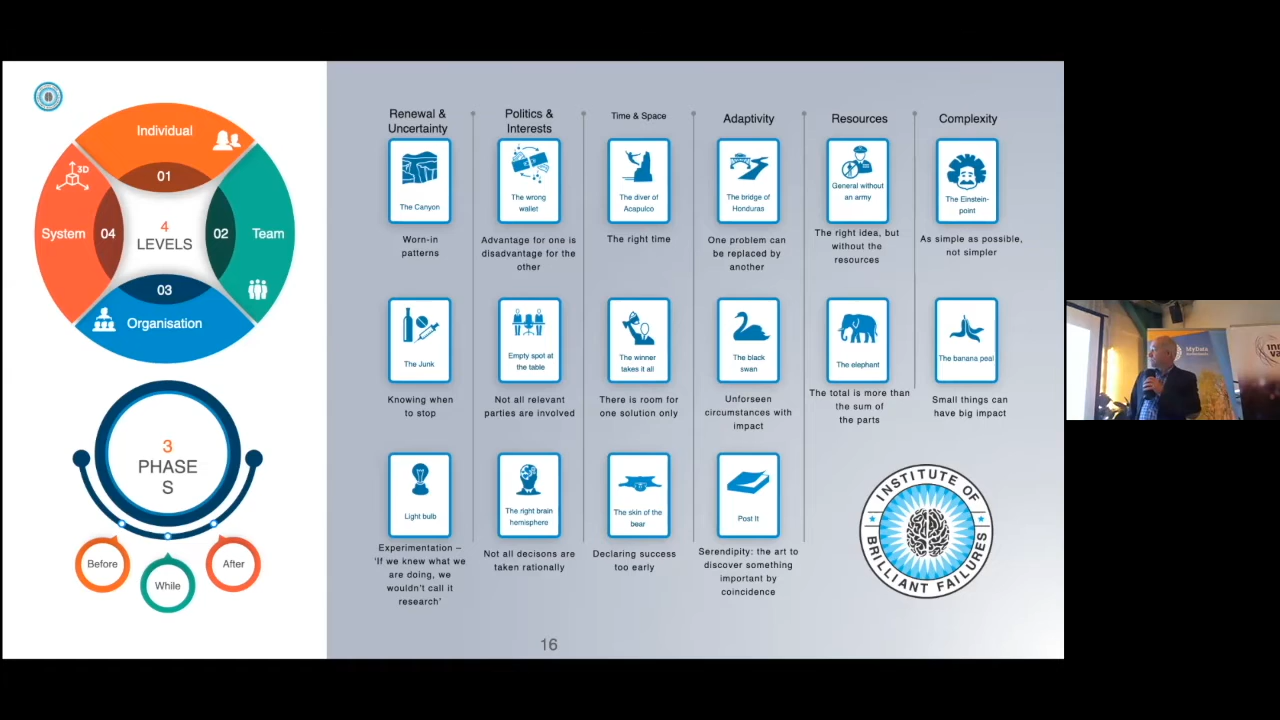 Individual
01
3D
System
04
4
LEVELS
02
Team
03
Organisation
3
PHASE
S
Before
While
After
Renewal &
Uncertainty
The Canyon
Worn-in
patterns
The Junk
Knowing when
to stop
Light bulb
Experimentation –
‘If we knew what we
are doing, we
wouldn’t call it
research’
Politics &
Interests
The wrong
wallet
Advantage for one is
disadvantage for the
other
Empty spot at
the table
Not all relevant
parties are involved
The right brain
hemisphere
Not all decisons are
taken rationally
Time & Space
The diver of
Acapulco
The right time
The winner
takes it all
There is room for
one solution only
The skin of the
bear
Declaring success
too early
Adaptivity
The bridge of
Honduras
One problem can
be replaced by
another
The black
swan
Unforseen
circumstances with
impact
Post It
Serendipity: the art to
discover something
important by
coincidence
Resources
General without
an army
The right idea, but
without the
resources
The elephant
The total is more than
the sum of
the parts
Complexity
The Einstein-
point
As simple as possible,
not simpler
The banana peal
Small things can
have big impact
INSTITUTE OF
BRILLIANT FAILURES
16
MyData